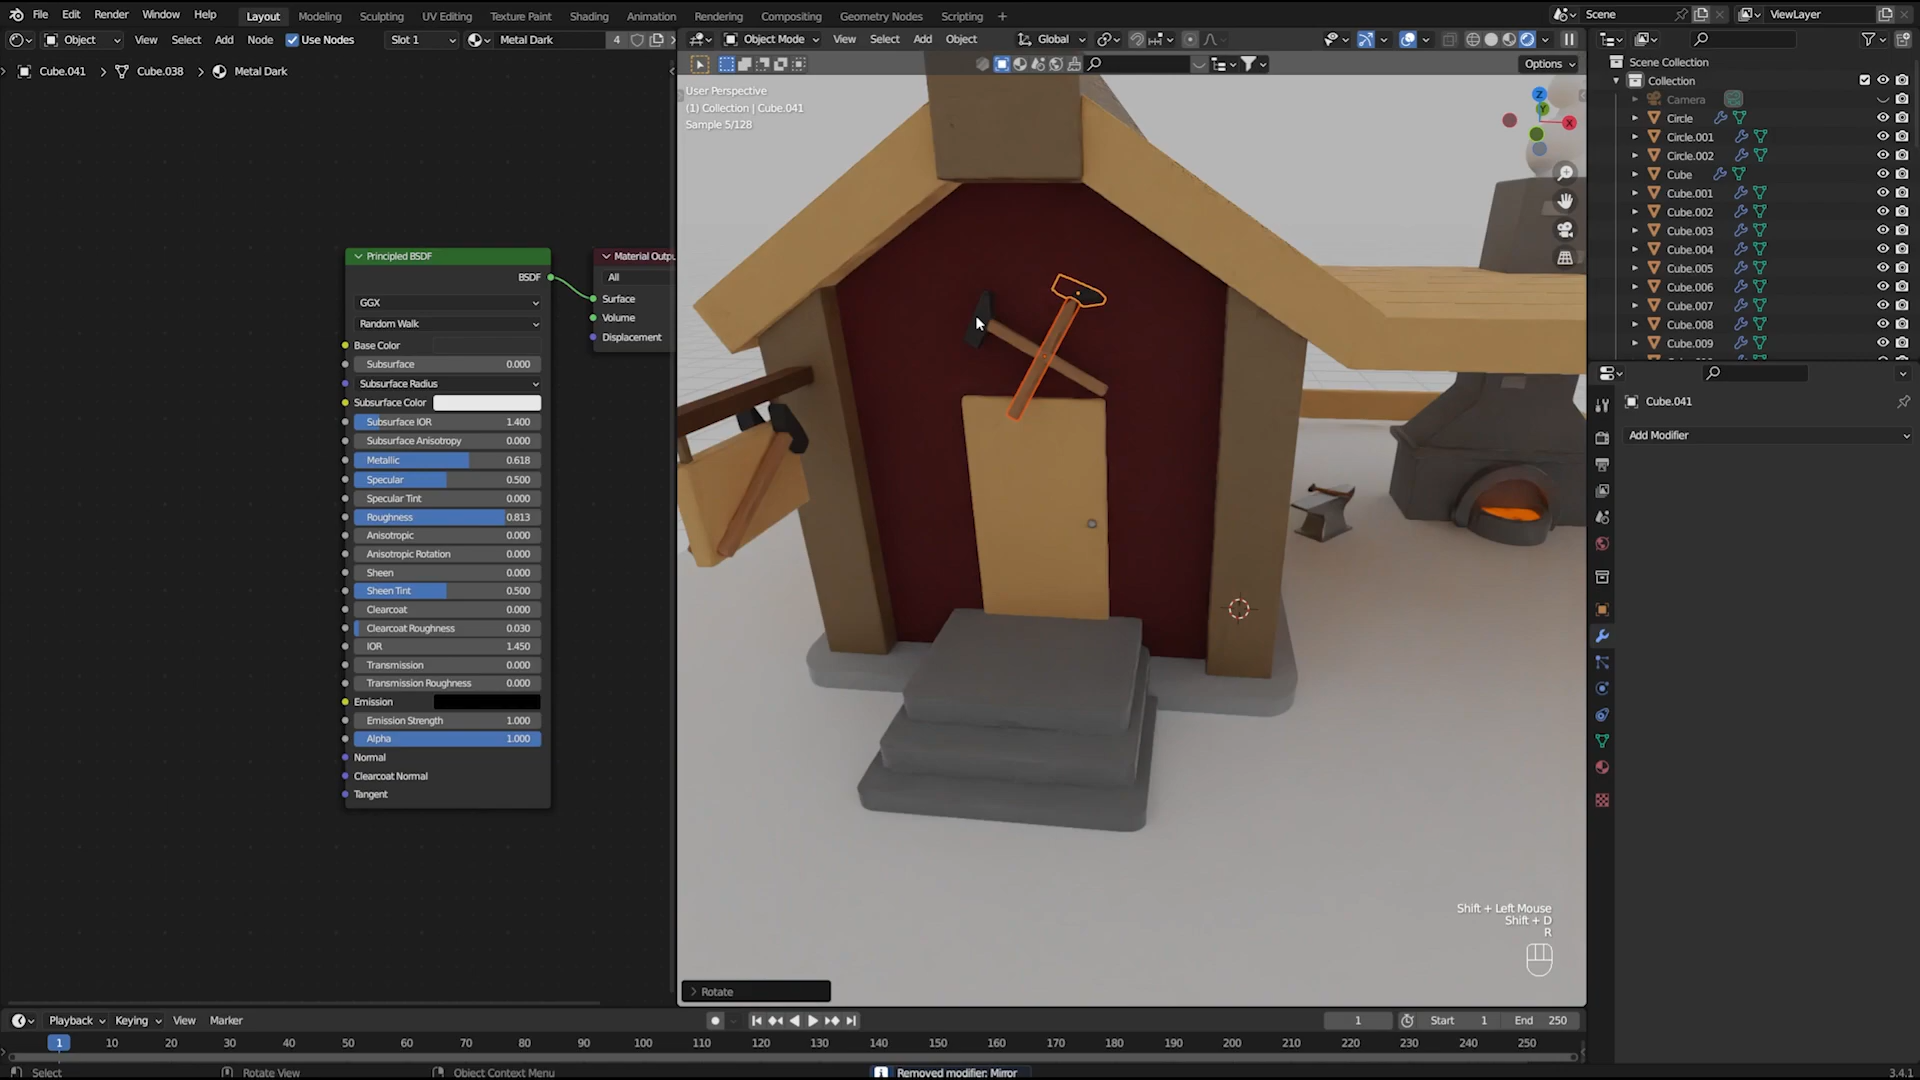 File Edit Render Window Help Layout Modeling Sculpting UV Editing Texture Paint Shading Animation Rendering Compositing Geometry Nodes Scripting + Scene ViewLayer
Object View Select Add Node Use Nodes Slot 1 Metal Dark Object Mode View Select Add Object Global
Cube.041 > Cube.038 > Metal Dark Options
User Perspective
(1) Collection | Cube.041
Sample 5/128
Z
Y
X
Scene Collection
Collection
Camera
Circle
Circle.001
Circle.002
Cube
Cube.001
Cube.002
Cube.003
Cube.004
Cube.005
Cube.006
Cube.007
Cube.008
Cube.009
Cube.041
Add Modifier
Principled BSDF
BSDF
GGX
Random Walk
Base Color
Subsurface 0.000
Subsurface Radius
Subsurface Color
Subsurface IOR 1.400
Subsurface Anisotropy 0.000
Metallic 0.618
Specular 0.500
Specular Tint 0.000
Roughness 0.813
Anisotropic 0.000
Anisotropic Rotation 0.000
Sheen 0.000
Sheen Tint 0.500
Clearcoat 0.000
Clearcoat Roughness 0.030
IOR 1.450
Transmission 0.000
Transmission Roughness 0.000
Emission
Emission Strength 1.000
Alpha 1.000
Normal
Clearcoat Normal
Tangent
Material Outpu
All
Surface
Volume
Displacement
Shift + Left Mouse
Shift + D
R
Rotate
Playback Keying View Marker 1 Start 1 End 250
1 10 20 30 40 50 60 70 80 90 100 110 120 130 140 150 160 170 180 190 200 210 220 230 240 250
Select Rotate View Object Context Menu Removed modifier: Mirror 3.4.1